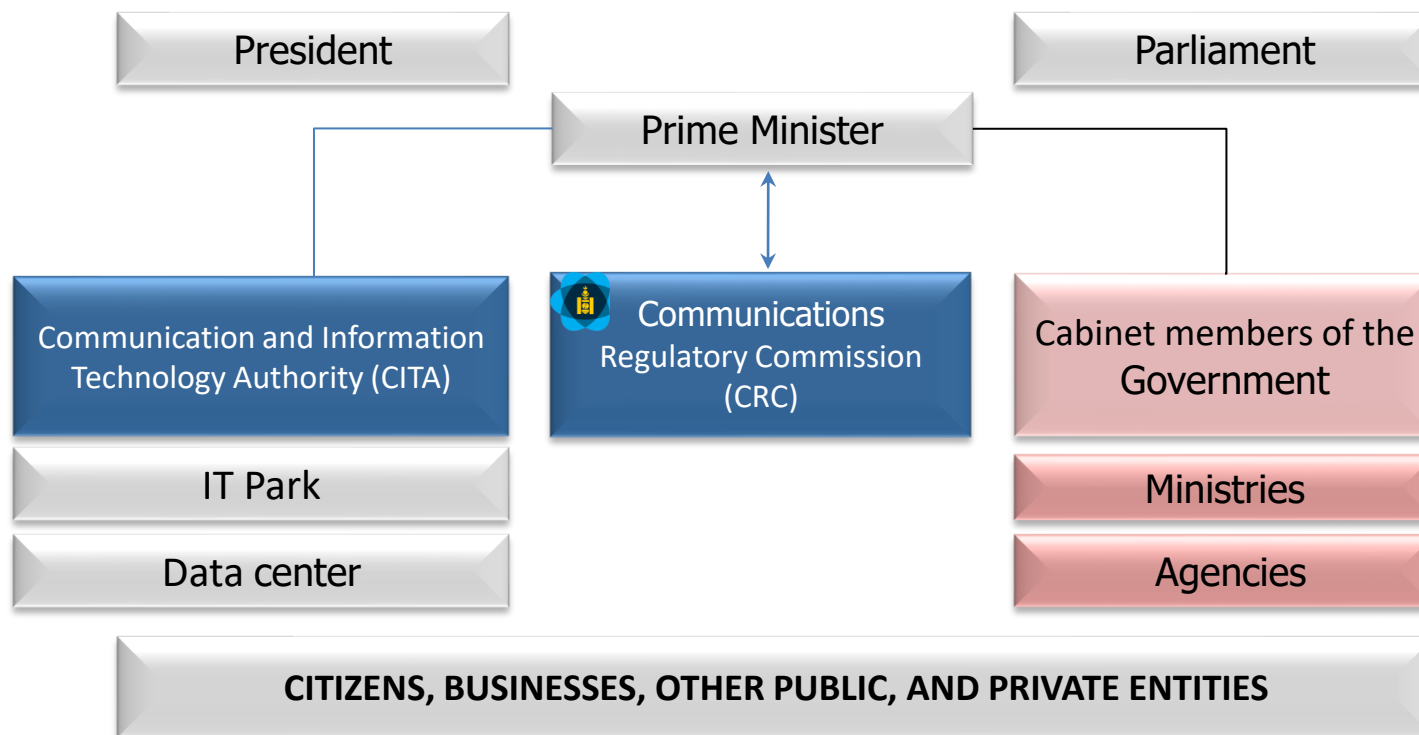 President
Parliament
Prime Minister
Communication and Information
Technology Authority (CITA)
Communications
Regulatory Commission
(CRC)
Cabinet members of the
Government
IT Park
Ministries
Data center
Agencies
CITIZENS, BUSINESSES, OTHER PUBLIC, AND PRIVATE ENTITIES